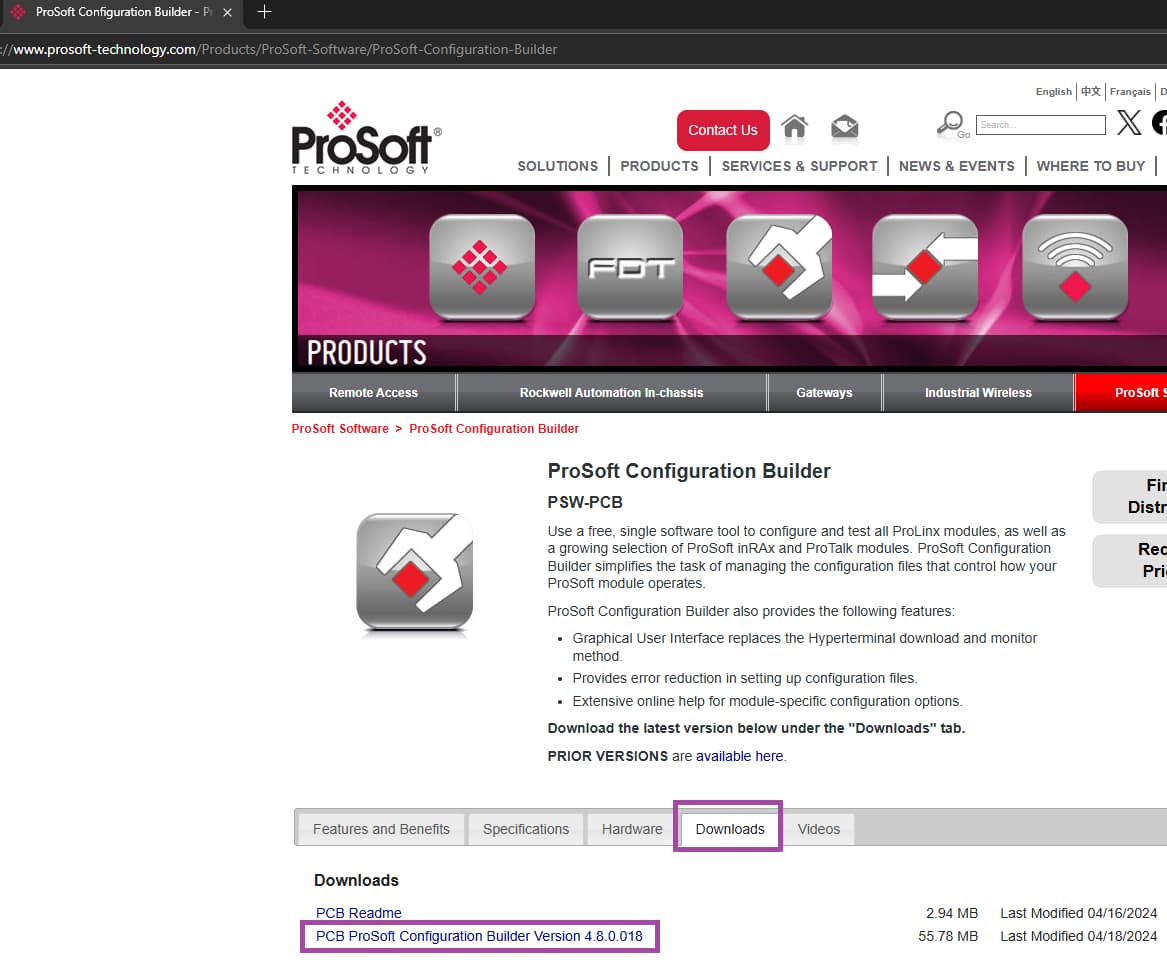 ProSoft Configuration Builder - Pr
://www.prosoft-technology.com/Products/ProSoft-Software/ProSoft-Configuration-Builder
English 中文 Français D
ProSoft®
TECHNOLOGY
Contact Us
Go
Search...
SOLUTIONS PRODUCTS SERVICES & SUPPORT NEWS & EVENTS WHERE TO BUY
FDT
PRODUCTS
Remote Access Rockwell Automation In-chassis Gateways Industrial Wireless ProSoft S
ProSoft Software > ProSoft Configuration Builder
ProSoft Configuration Builder
PSW-PCB
Use a free, single software tool to configure and test all ProLinx modules, as well as
a growing selection of ProSoft inRAx and ProTalk modules. ProSoft Configuration
Builder simplifies the task of managing the configuration files that control how your
ProSoft module operates.
ProSoft Configuration Builder also provides the following features:
• Graphical User Interface replaces the Hyperterminal download and monitor
method.
• Provides error reduction in setting up configuration files.
• Extensive online help for module-specific configuration options.
Download the latest version below under the "Downloads" tab.
PRIOR VERSIONS are available here.
Fin
Distr
Req
Pri
Features and Benefits Specifications Hardware Downloads Videos
Downloads
PCB Readme 2.94 MB Last Modified 04/16/2024
PCB ProSoft Configuration Builder Version 4.8.0.018 55.78 MB Last Modified 04/18/2024